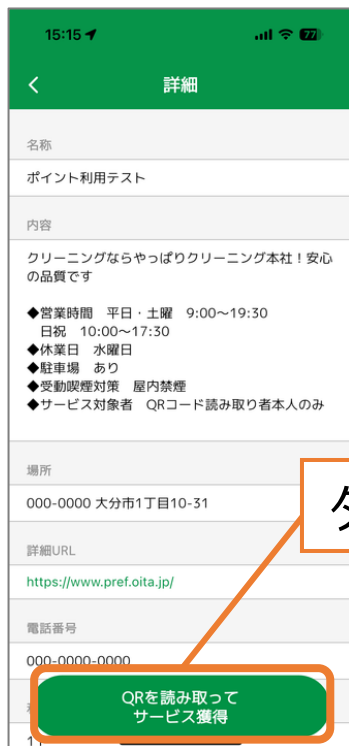 15:15
77
詳細
名称
ポイント利用テスト
内容
クリーニングならやっぱりクリーニング本社！安心
の品質です
◆営業時間　平日・土曜　9:00～19:30
日祝　10:00～17:30
◆休業日　水曜日
◆駐車場　あり
◆受動喫煙対策　屋内禁煙
◆サービス対象者　QRコード読み取り者本人のみ
場所
000-0000 大分市1丁目10-31
詳細URL
https://www.pref.oita.jp/
電話番号
000-0000-0000
QRを読み取って
サービス獲得